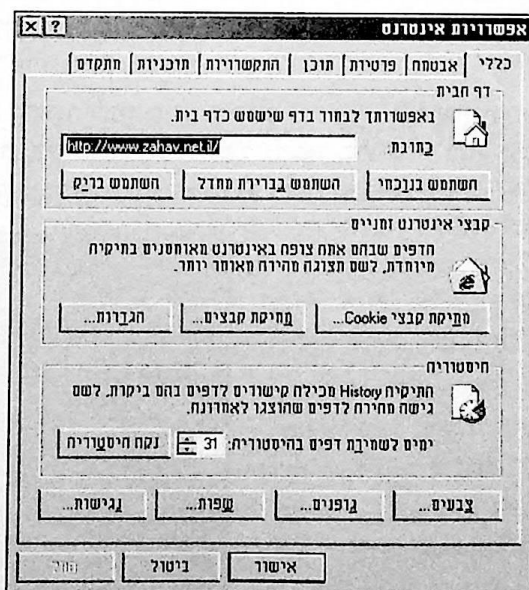 אפשרויות אינטרנט
כללי אבטחה פרטיות תוכן התקשרויות תוכניות מתקדם
דף הבית
באפשרותך לבחור בדף שישמש כדף בית.
כתובת: http://www.zahav.net.il/
השתמש בנוכחי השתמש בברירת מחדל השתמש בריק
קבצי אינטרנט זמניים
הדפים שבהם אתה צופה באינטרנט מאוחסנים בתיקיה
מיוחדת, לשם תצוגה מהירה מאוחר יותר.
מחיקת קבצי Cookie... מחיקת קבצים... הגדרות...
היסטוריה
התיקיה History מכילה קישורים לדפים בהם ביקרת, לשם
גישה מהירה לדפים שהוצגו לאחרונה.
ימים לשמירת דפים בהיסטוריה: 31 נקה היסטוריה
צבעים... גופנים... שפות... נגישות...
אישור ביטול החל